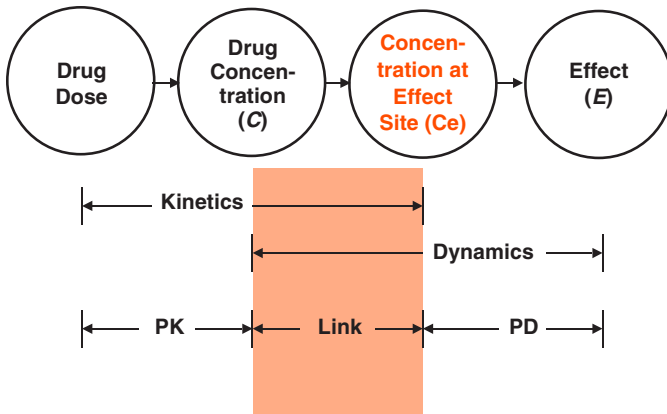 Drug
Dose
Drug
Concen-
tration
(C)
Concen-
tration at
Effect
Site (Ce)
Effect
(E)
Kinetics
Dynamics
PK
Link
PD